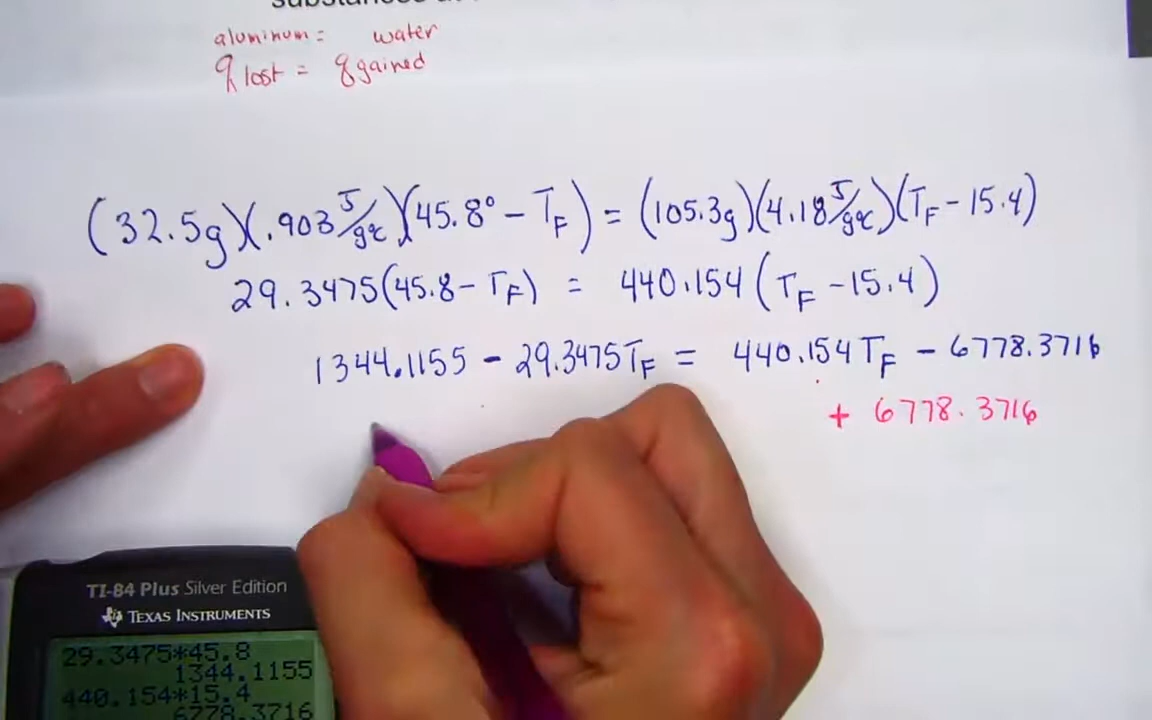 aluminum = water
q lost = q gained
(32.5g)(.903 J/g°C)(45.8° - TF) = (105.3g)(4.18 J/g°C)(TF - 15.4)
29.3475(45.8 - TF) = 440.154 (TF - 15.4)
1344.1155 - 29.3475TF = 440.154TF - 6778.3716
+ 6778.3716
TI-84 Plus Silver Edition
TEXAS INSTRUMENTS
29.3475*45.8
1344.1155
440.154*15.4
6778.3716